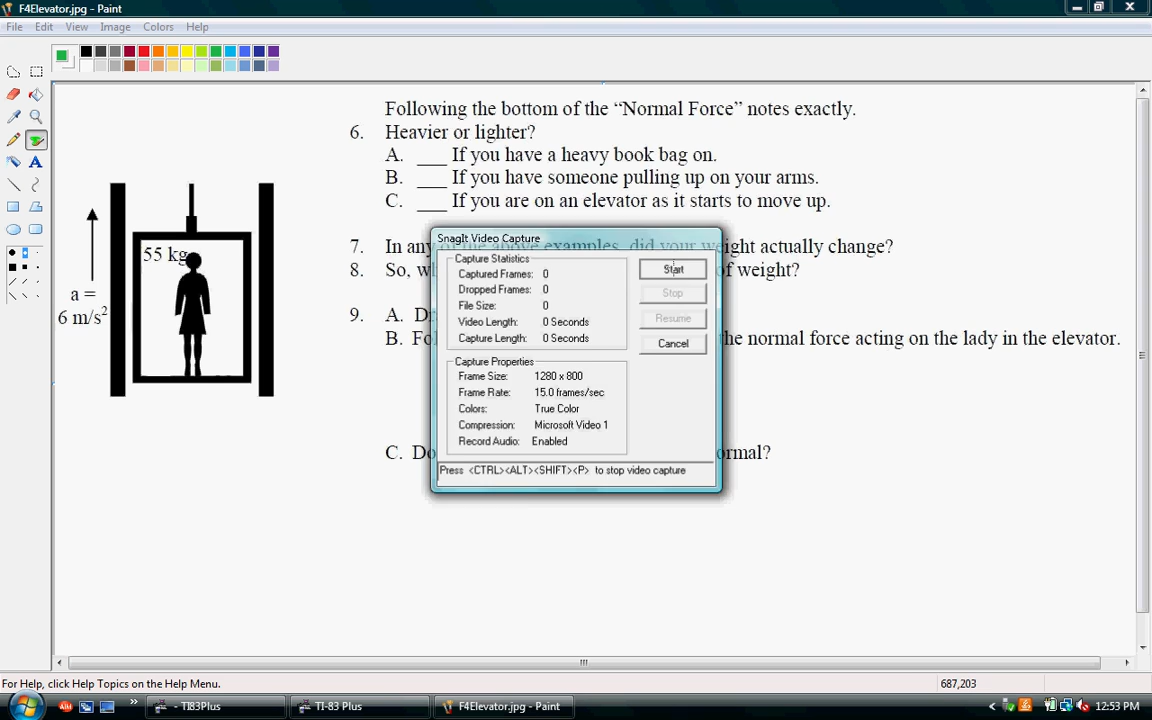 F4Elevator.jpg - Paint
File Edit View Image Colors Help
Following the bottom of the “Normal Force” notes exactly.
6. Heavier or lighter?
A. ___ If you have a heavy book bag on.
B. ___ If you have someone pulling up on your arms.
C. ___ If you are on an elevator as it starts to move up.
7. In any of the above examples, did your weight actually change?
8. So, of weight?
9. A.
B. the normal force acting on the lady in the elevator.
C.
55 kg
a =
6 m/s²
SnagIt Video Capture
Capture Statistics
Captured Frames: 0
Dropped Frames: 0
File Size: 0
Video Length: 0 Seconds
Capture Length: 0 Seconds
Start
Stop
Resume
Cancel
Capture Properties
Frame Size: 1280 x 800
Frame Rate: 15.0 frames/sec
Colors: True Color
Compression: Microsoft Video 1
Record Audio: Enabled
Press <CTRL><ALT><SHIFT><P> to stop video capture
For Help, click Help Topics on the Help Menu. 687,203
- TI83Plus TI-83 Plus F4Elevator.jpg - Paint 12:53 PM